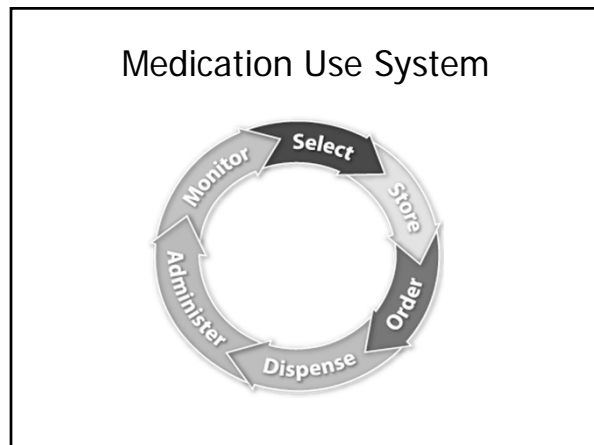 Medication Use System
Select
Store
Order
Dispense
Administer
Monitor